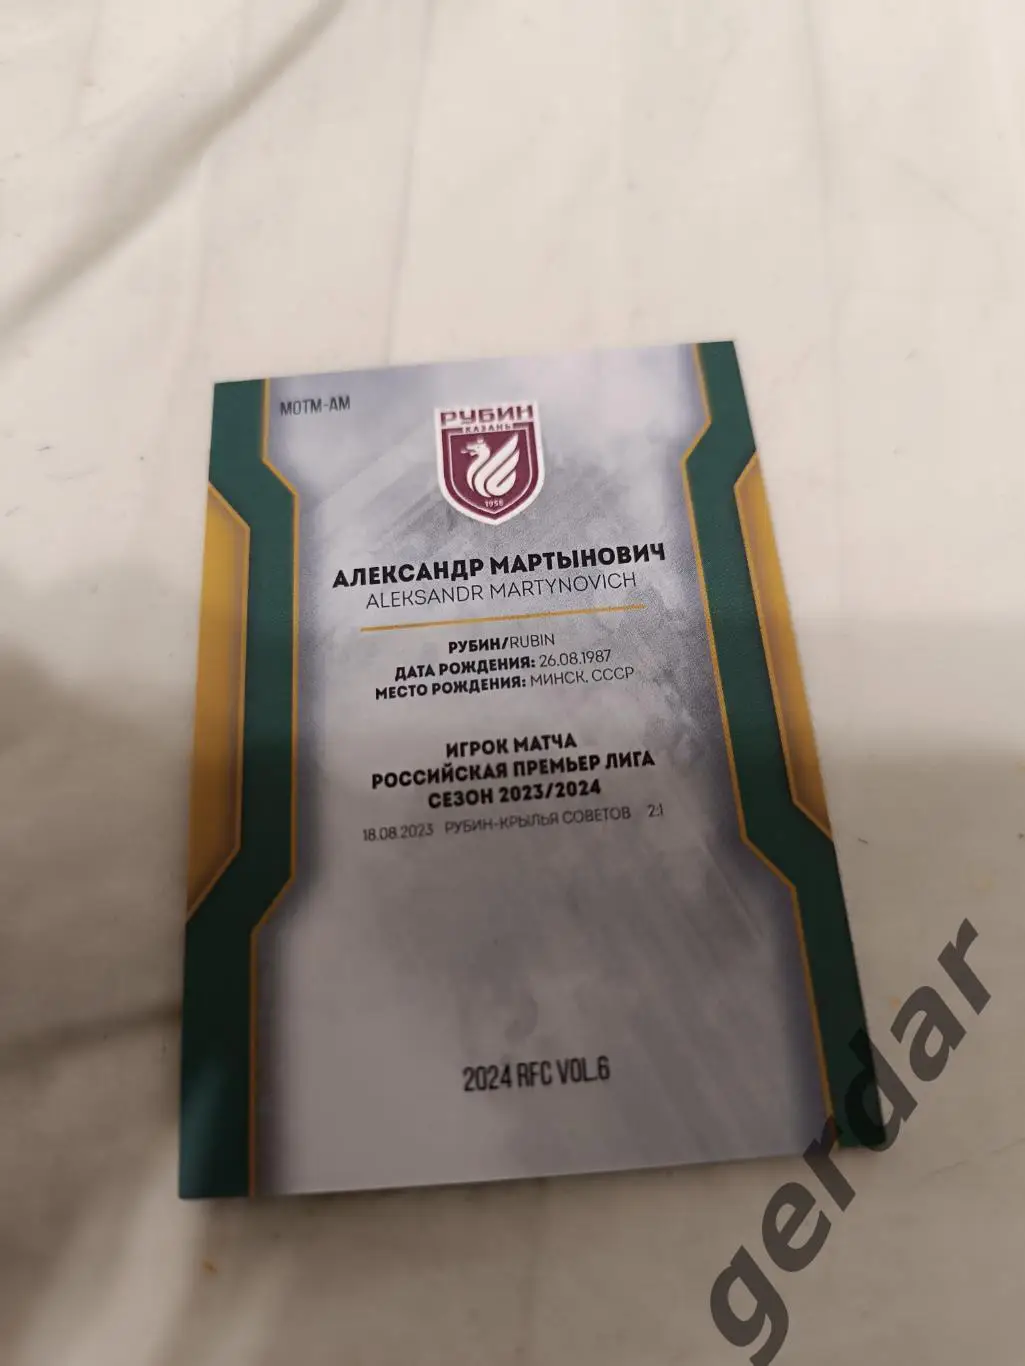 MOTM-AM
РУБИН
КАЗАНЬ
1958
АЛЕКСАНДР МАРТЫНОВИЧ
ALEKSANDR MARTYNOVICH
РУБИН/RUBIN
ДАТА РОЖДЕНИЯ: 26.08.1987
МЕСТО РОЖДЕНИЯ: МИНСК, СССР
ИГРОК МАТЧА
РОССИЙСКАЯ ПРЕМЬЕР ЛИГА
СЕЗОН 2023/2024
18.08.2023 РУБИН-КРЫЛЬЯ СОВЕТОВ 2:1
2024 RFC VOL.6
gerdar